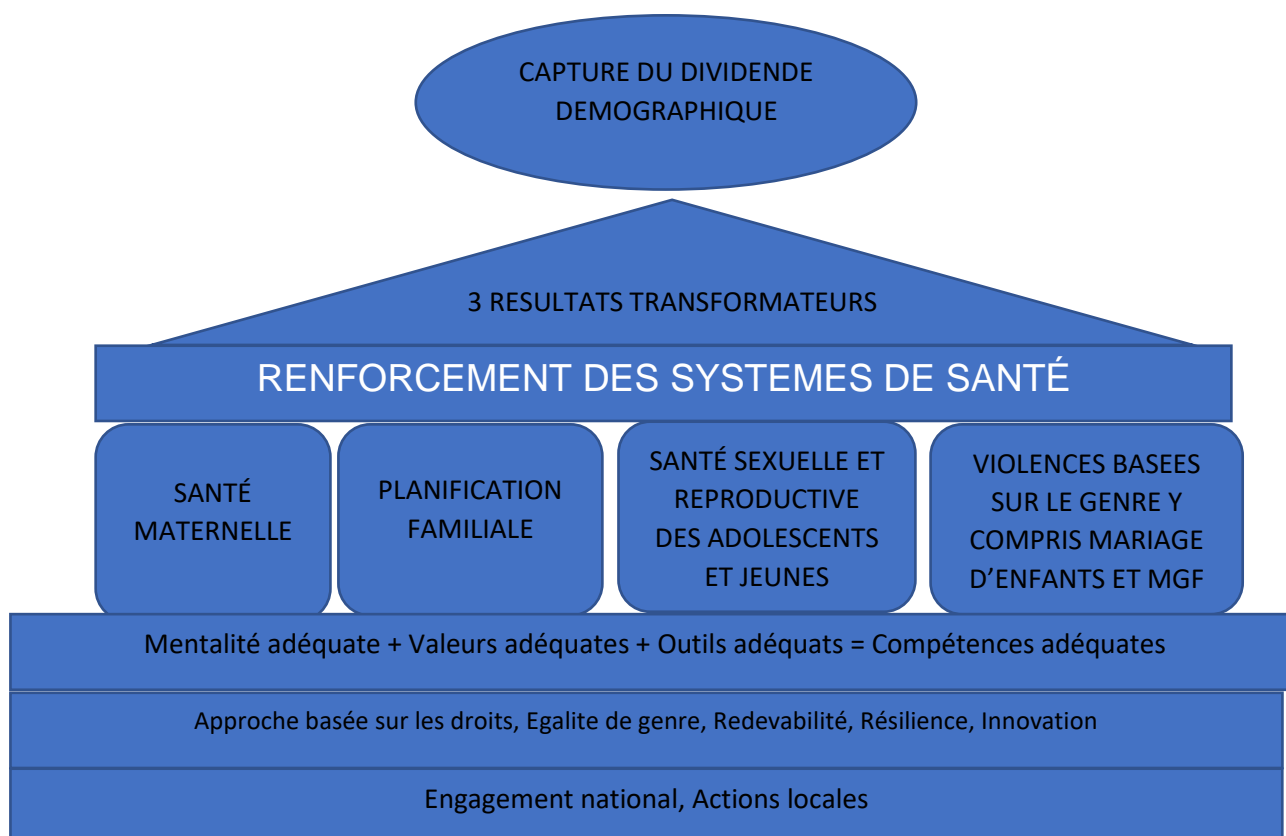 CAPTURE DU DIVIDENDE
DEMOGRAPHIQUE
3 RESULTATS TRANSFORMATEURS
RENFORCEMENT DES SYSTEMES DE SANTÉ
SANTÉ
MATERNELLE
PLANIFICATION
FAMILIALE
SANTÉ SEXUELLE ET
REPRODUCTIVE
DES ADOLESCENTS
ET JEUNES
VIOLENCES BASEES
SUR LE GENRE Y
COMPRIS MARIAGE
D’ENFANTS ET MGF
Mentalité adéquate + Valeurs adéquates + Outils adéquats = Compétences adéquates
Approche basée sur les droits, Egalite de genre, Redevabilité, Résilience, Innovation
Engagement national, Actions locales